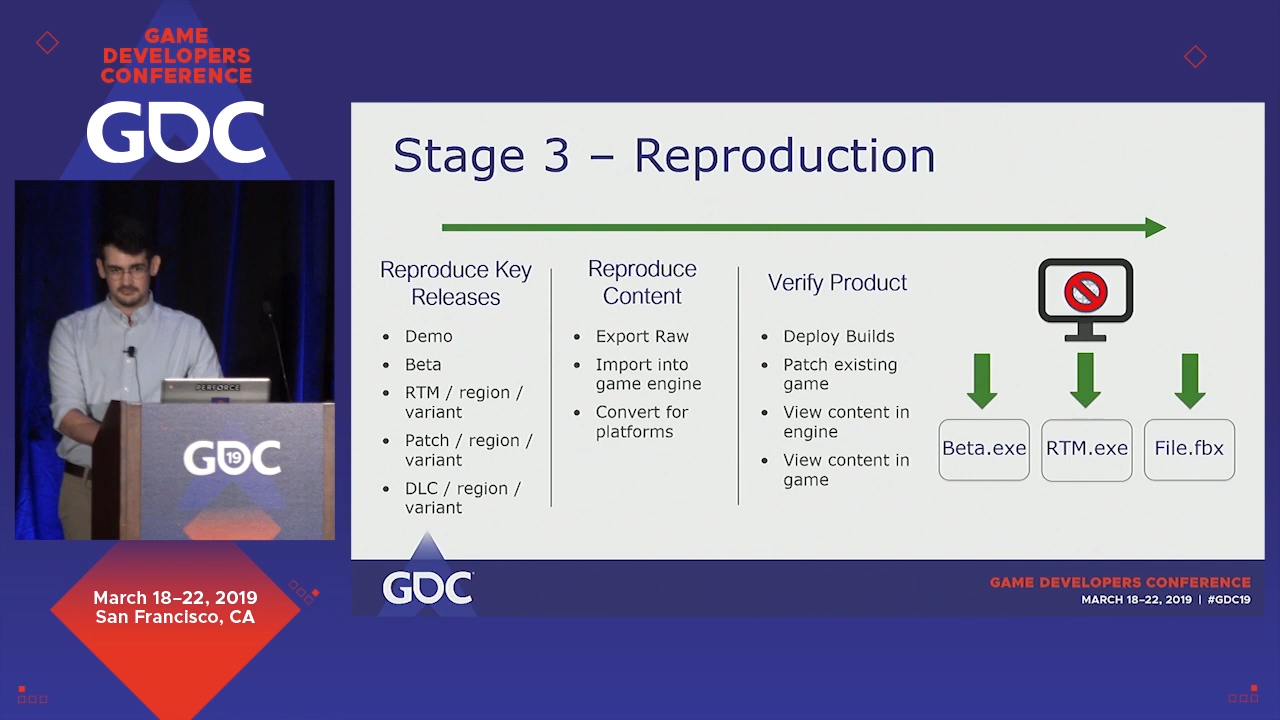 GAME
DEVELOPERS
CONFERENCE
GDC
PERFORCE
GDC
19
March 18–22, 2019
San Francisco, CA
Stage 3 – Reproduction
Reproduce Key
Releases
• Demo
• Beta
• RTM / region /
variant
• Patch / region /
variant
• DLC / region /
variant
Reproduce
Content
• Export Raw
• Import into
game engine
• Convert for
platforms
Verify Product
• Deploy Builds
• Patch existing
game
• View content in
engine
• View content in
game
Beta.exe
RTM.exe
File.fbx
GDC
GAME DEVELOPERS CONFERENCE
MARCH 18–22, 2019 | #GDC19